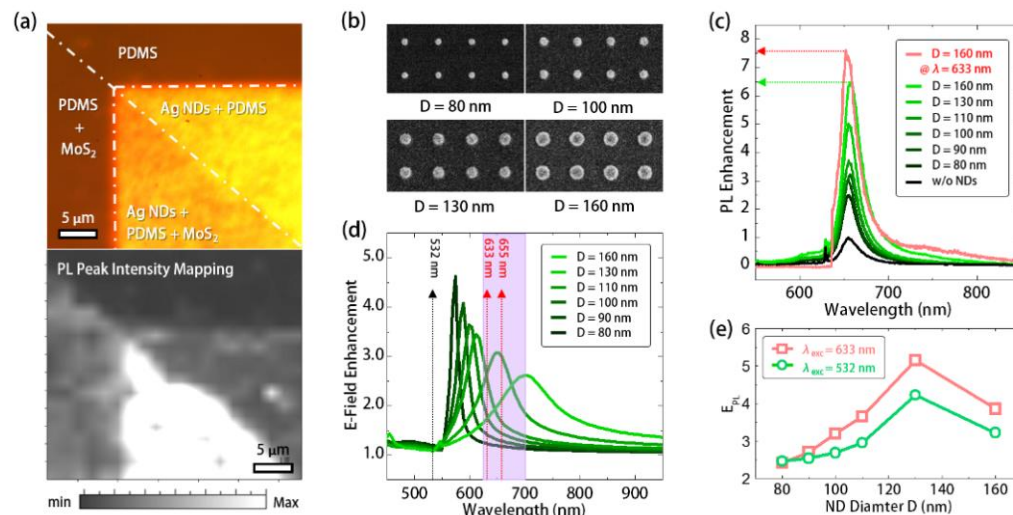 (a)
PDMS
PDMS
+
MoS₂
Ag NDs + PDMS
Ag NDs +
PDMS + MoS₂
5 μm
PL Peak Intensity Mapping
5 μm
min
Max
(b)
D = 80 nm
D = 100 nm
D = 130 nm
D = 160 nm
(c)
PL Enhancement
8
7
6
5
4
3
2
1
0
D = 160 nm
@ λ = 633 nm
D = 160 nm
D = 130 nm
D = 110 nm
D = 100 nm
D = 90 nm
D = 80 nm
w/o NDs
600
700
800
Wavelength (nm)
(d)
E-Field Enhancement
5.0
4.0
3.0
2.0
1.0
532 nm
633 nm
655 nm
D = 160 nm
D = 130 nm
D = 110 nm
D = 100 nm
D = 90 nm
D = 80 nm
500
600
700
800
900
Wavelength (nm)
(e)
E_PL
6
5
4
3
2
λ exc = 633 nm
λ exc = 532 nm
80
100
120
140
160
ND Diamter D (nm)